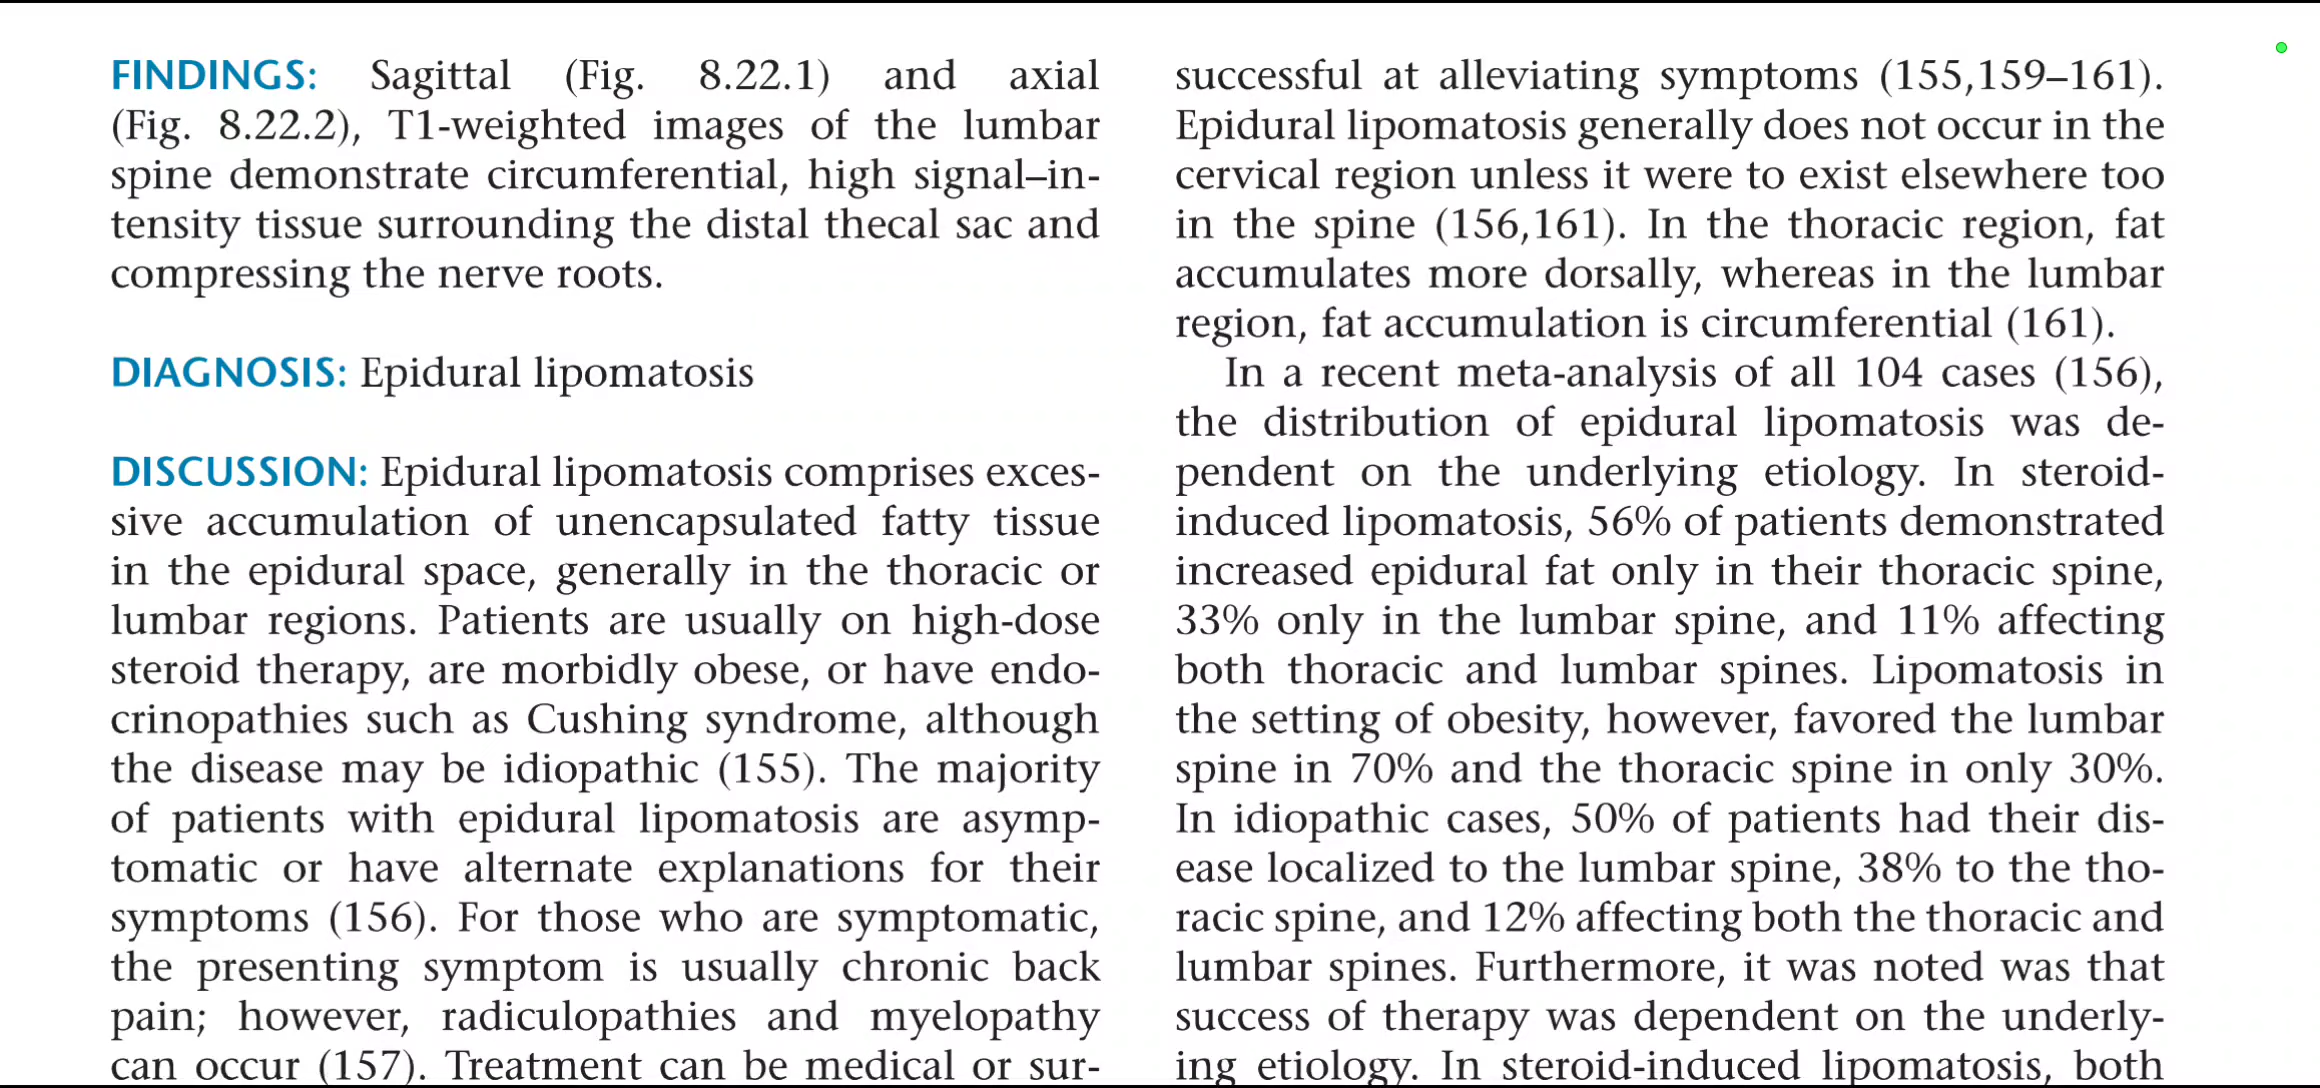 FINDINGS: Sagittal (Fig. 8.22.1) and axial
(Fig. 8.22.2), T1-weighted images of the lumbar
spine demonstrate circumferential, high signal–in-
tensity tissue surrounding the distal thecal sac and
compressing the nerve roots.
DIAGNOSIS: Epidural lipomatosis
DISCUSSION: Epidural lipomatosis comprises exces-
sive accumulation of unencapsulated fatty tissue
in the epidural space, generally in the thoracic or
lumbar regions. Patients are usually on high-dose
steroid therapy, are morbidly obese, or have endo-
crinopathies such as Cushing syndrome, although
the disease may be idiopathic (155). The majority
of patients with epidural lipomatosis are asymp-
tomatic or have alternate explanations for their
symptoms (156). For those who are symptomatic,
the presenting symptom is usually chronic back
pain; however, radiculopathies and myelopathy
can occur (157). Treatment can be medical or sur-
successful at alleviating symptoms (155,159–161).
Epidural lipomatosis generally does not occur in the
cervical region unless it were to exist elsewhere too
in the spine (156,161). In the thoracic region, fat
accumulates more dorsally, whereas in the lumbar
region, fat accumulation is circumferential (161).
In a recent meta-analysis of all 104 cases (156),
the distribution of epidural lipomatosis was de-
pendent on the underlying etiology. In steroid-
induced lipomatosis, 56% of patients demonstrated
increased epidural fat only in their thoracic spine,
33% only in the lumbar spine, and 11% affecting
both thoracic and lumbar spines. Lipomatosis in
the setting of obesity, however, favored the lumbar
spine in 70% and the thoracic spine in only 30%.
In idiopathic cases, 50% of patients had their dis-
ease localized to the lumbar spine, 38% to the tho-
racic spine, and 12% affecting both the thoracic and
lumbar spines. Furthermore, it was noted was that
success of therapy was dependent on the underly-
ing etiology. In steroid-induced lipomatosis, both